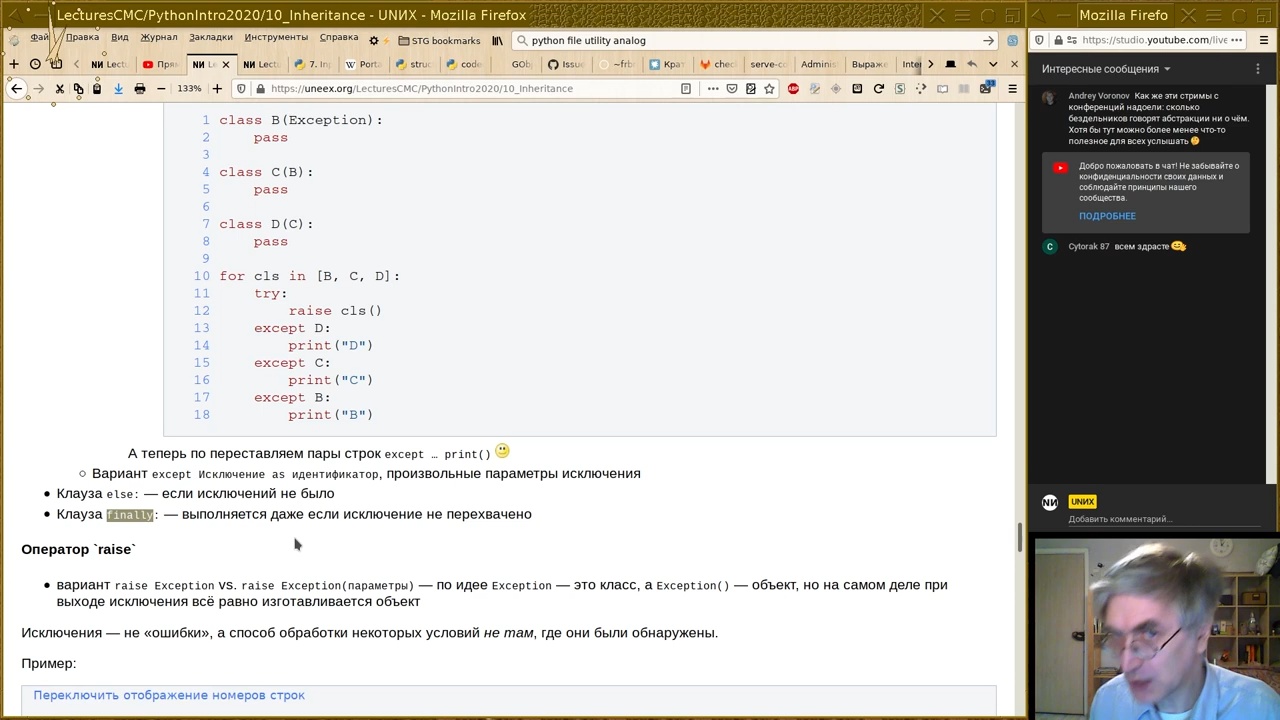 LecturesCMC/PythonIntro2020/10_Inheritance - UNИX - Mozilla Firefox
Mozilla Firefo
Правка
Вид
Журнал
Закладки
Инструменты
Справка
STG bookmarks
python file utility analog
https://studio.youtube.com/live
133%
https://uneex.org/LecturesCMC/PythonIntro2020/10_Inheritance
Интересные сообщения
1 class B(Exception):
2 pass
3
4 class C(B):
5 pass
6
7 class D(C):
8 pass
9
10 for cls in [B, C, D]:
11 try:
12 raise cls()
13 except D:
14 print("D")
15 except C:
16 print("C")
17 except B:
18 print("B")
А теперь по переставляем пары строк except … print()
Вариант except Исключение as идентификатор, произвольные параметры исключения
Клауза else: — если исключений не было
Клауза finally: — выполняется даже если исключение не перехвачено
Оператор `raise`
вариант raise Exception vs. raise Exception(параметры) — по идее Exception — это класс, а Exception() — объект, но на самом деле при
выходе исключения всё равно изготавливается объект
Исключения — не «ошибки», а способ обработки некоторых условий не там, где они были обнаружены.
Пример:
Переключить отображение номеров строк
Andrey Voronov Как же эти стримы с
конференций надоели: сколько
бездельников говорят абстракции ни о чём.
Хотя бы тут можно более менее что-то
полезное для всех услышать
Добро пожаловать в чат! Не забывайте о
конфиденциальности своих данных и
соблюдайте принципы нашего
сообщества.
ПОДРОБНЕЕ
C Cytorak 87 всем здрасте
NИ UNИX
Добавить комментарий...